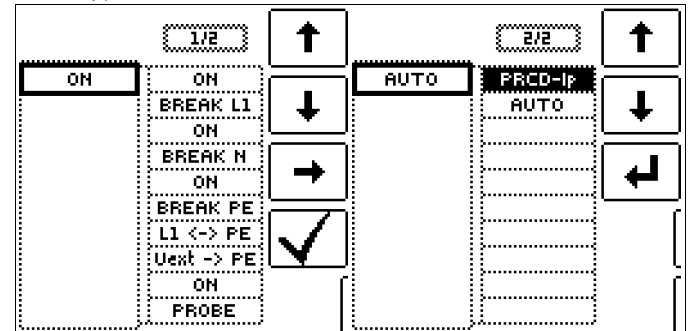 1/2
ON
ON
BREAK L1
ON
BREAK N
ON
BREAK PE
L1 <-> PE
Uext -> PE
ON
PROBE
2/2
AUTO
PRCD-Ip
AUTO